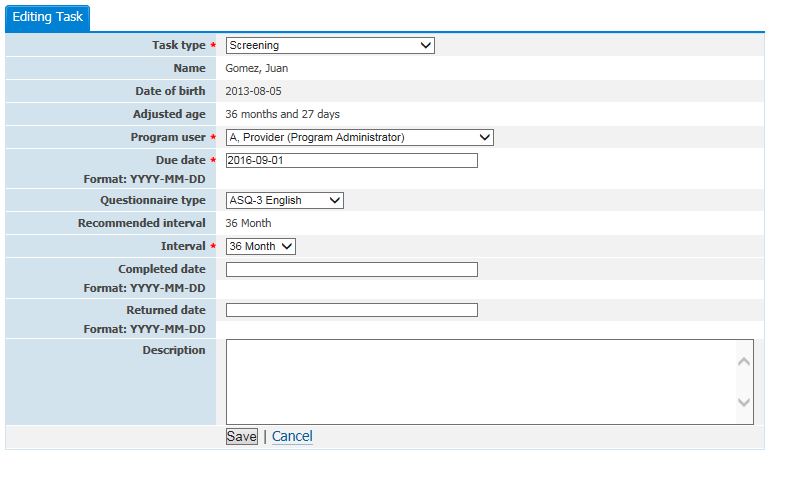 Editing Task
Task type * Screening
Name Gomez, Juan
Date of birth 2013-08-05
Adjusted age 36 months and 27 days
Program user * A, Provider (Program Administrator)
Due date * 2016-09-01
Format: YYYY-MM-DD
Questionnaire type ASQ-3 English
Recommended interval 36 Month
Interval * 36 Month
Completed date
Format: YYYY-MM-DD
Returned date
Format: YYYY-MM-DD
Description
Save | Cancel